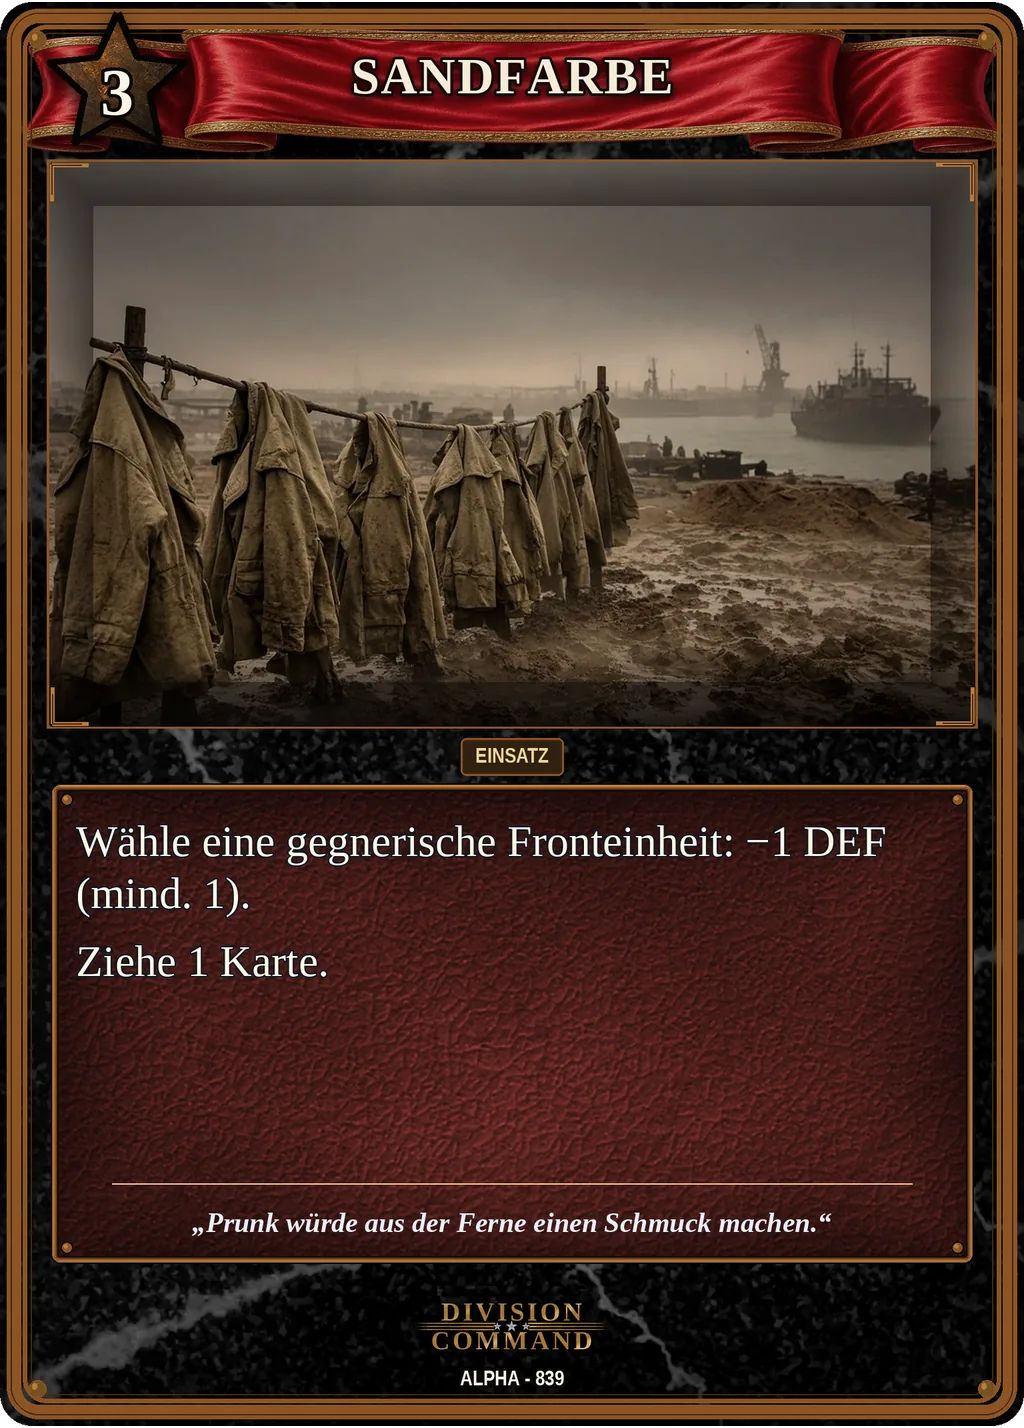 3
SANDFARBE
EINSATZ
Wähle eine gegnerische Fronteinheit: −1 DEF
(mind. 1).
Ziehe 1 Karte.
„Prunk würde aus der Ferne einen Schmuck machen.“
DIVISION
COMMAND
ALPHA - 839